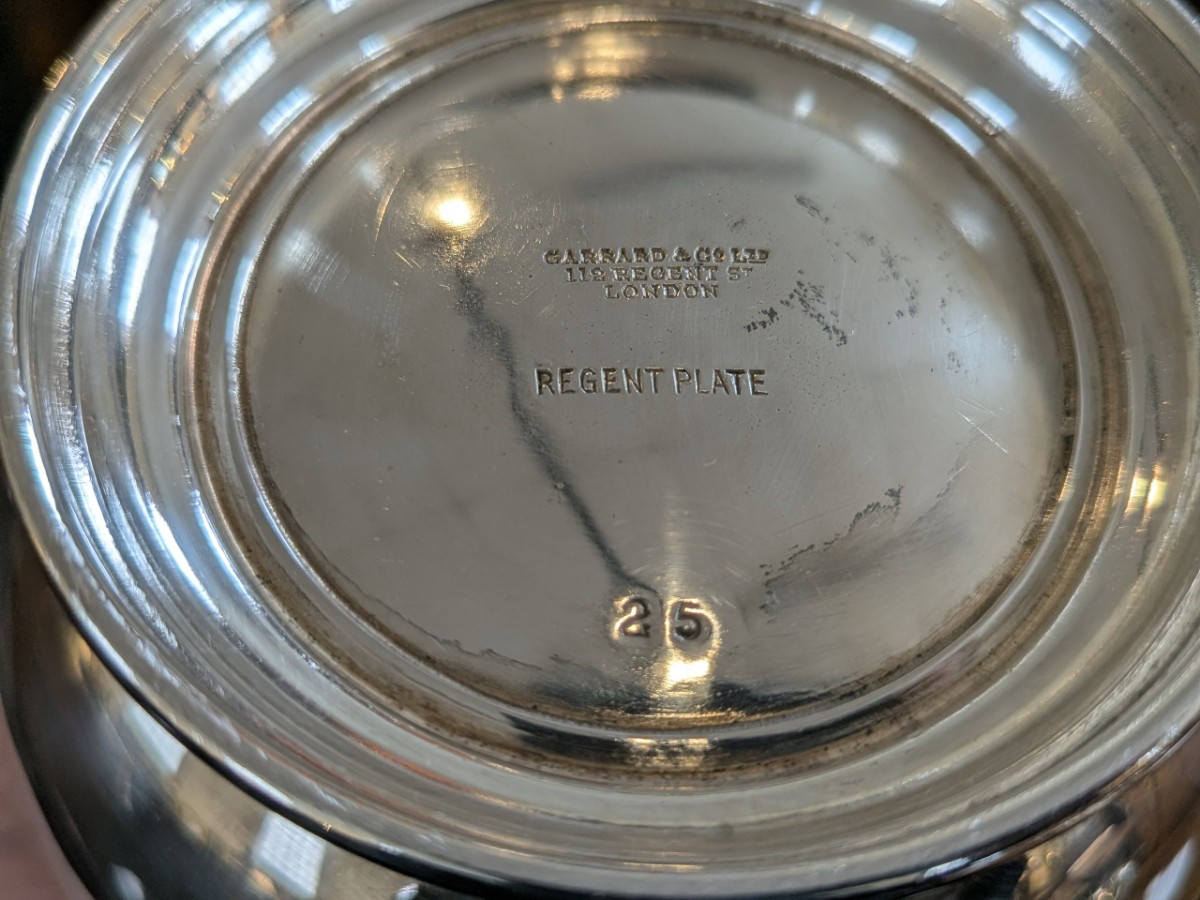 GARRARD & Co LTD
112 REGENT ST
LONDON
REGENT PLATE
25